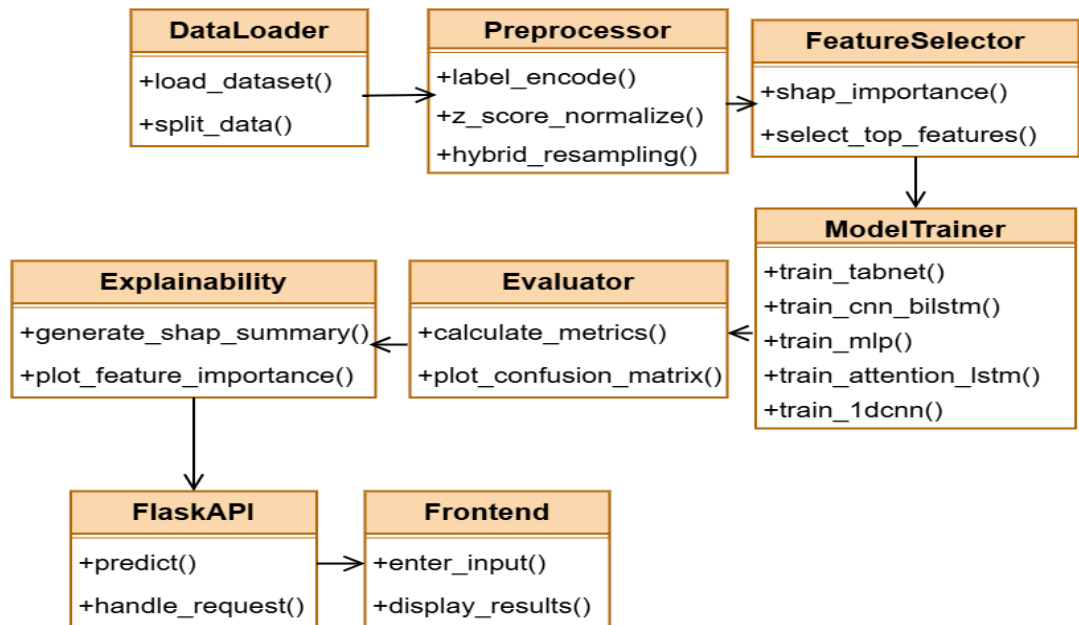 DataLoader
+load_dataset()
+split_data()
Preprocessor
+label_encode()
+z_score_normalize()
+hybrid_resampling()
FeatureSelector
+shap_importance()
+select_top_features()
ModelTrainer
+train_tabnet()
+train_cnn_bilstm()
+train_mlp()
+train_attention_lstm()
+train_1dcnn()
Evaluator
+calculate_metrics()
+plot_confusion_matrix()
Explainability
+generate_shap_summary()
+plot_feature_importance()
FlaskAPI
+predict()
+handle_request()
Frontend
+enter_input()
+display_results()